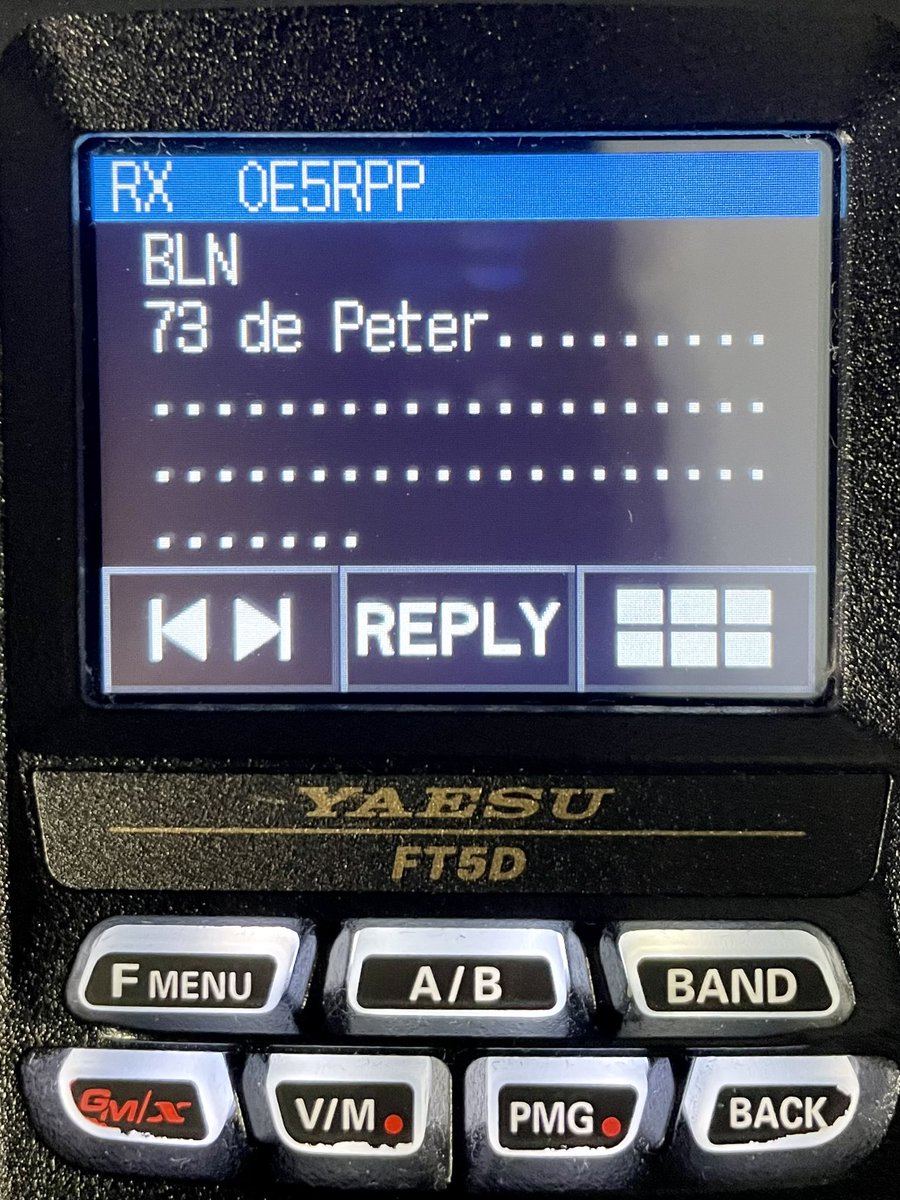 RX OE5RPP
BLN
73 de Peter.........
....................
....................
.......
REPLY
YAESU
FT5D
F MENU A/B BAND
GM/X V/M PMG BACK